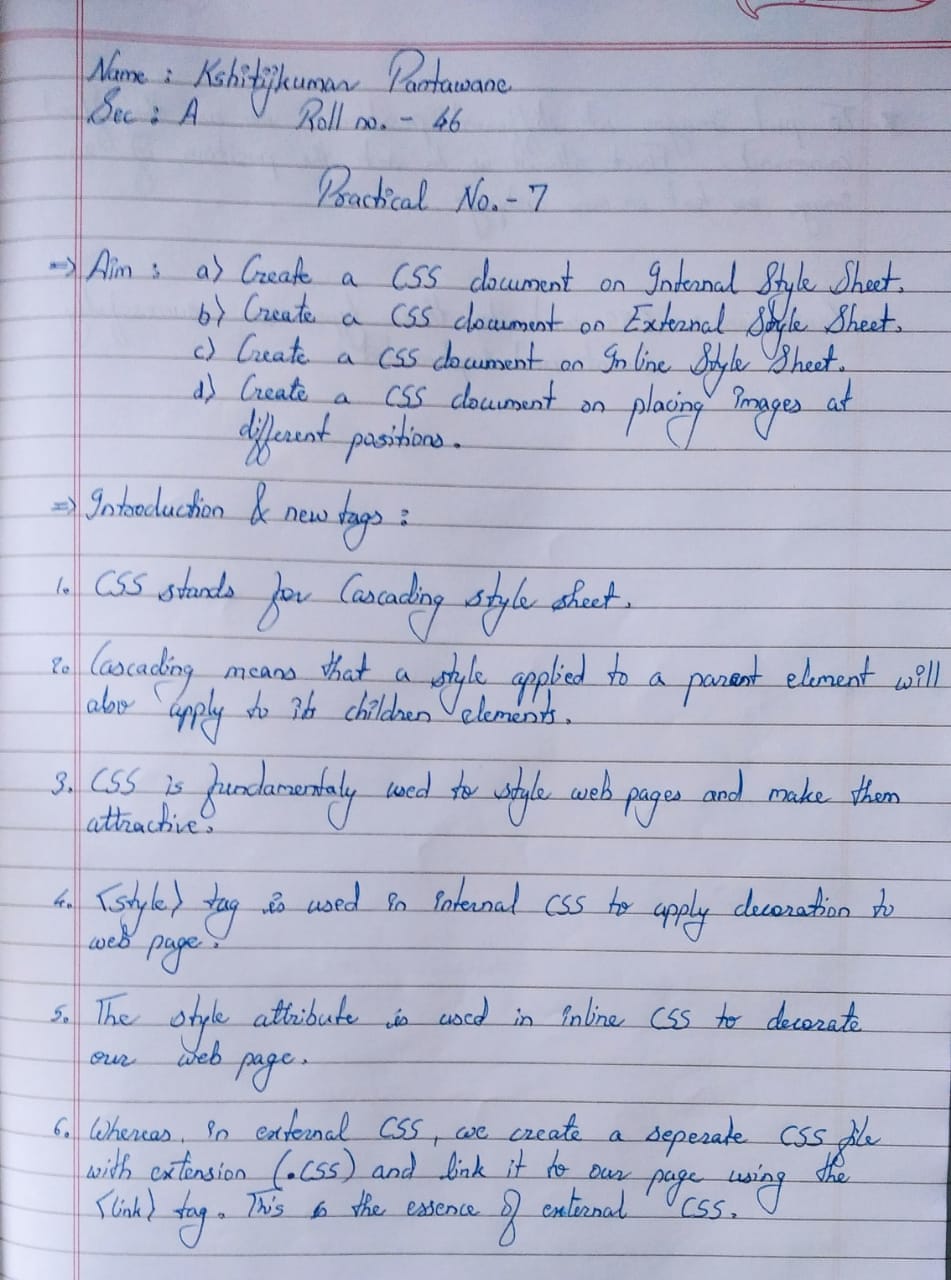 Name : Kshitijkumar Pantawane
Sec : A Roll no. - 46
Practical No. - 7
=> Aim : a) Create a CSS document on Internal Style Sheet.
b) Create a CSS document on External Style Sheet.
c) Create a CSS document on Inline Style Sheet.
d) Create a CSS document on placing images at
different positions.
=> Introduction & new tags :
1. CSS stands for Cascading style sheet.
2. Cascading means that a style applied to a parent element will
also apply to its children elements.
3. CSS is fundamentaly used to style web pages and make them
attractive.
4. <style> tag is used in internal CSS to apply decoration to
web page.
5. The style attribute is used in inline CSS to decorate
our web page.
6. Whereas, in external CSS, we create a seperate CSS file
with extension (.CSS) and link it to our page using the
<link> tag. This is the essence of external CSS.